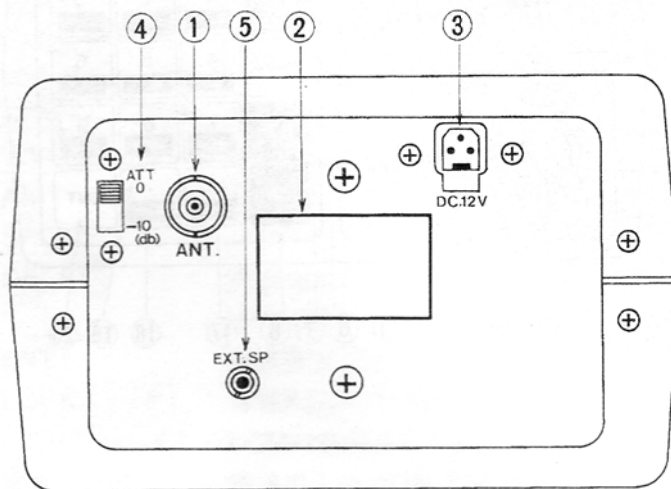 ④ ① ⑤ ② ③
ATT
0
-10
(db)
ANT.
DC.12V
EXT.SP